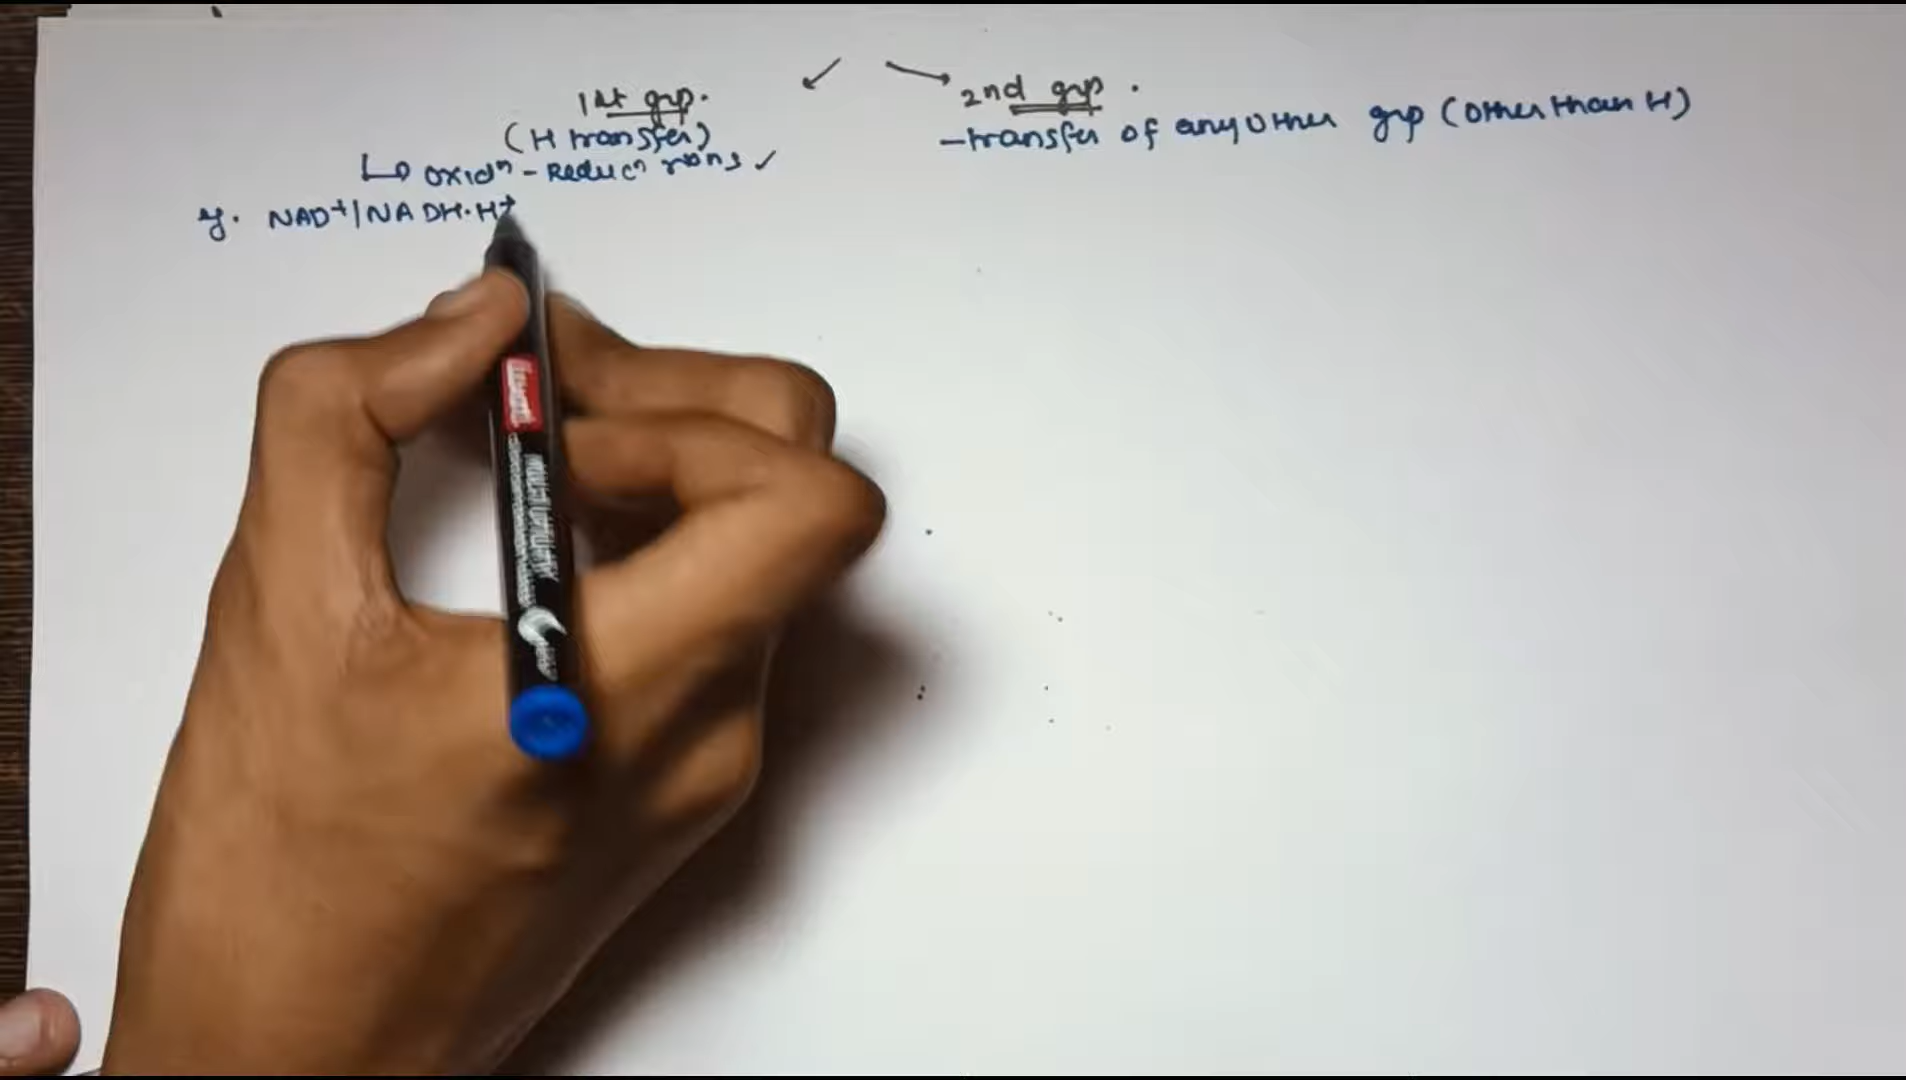 1st grp.
(H transfer)
↳ oxidⁿ - Reducⁿ rxns ✓
eg. NAD⁺/NADH.H⁺
2nd grp.
- transfer of any other grp (other than H)